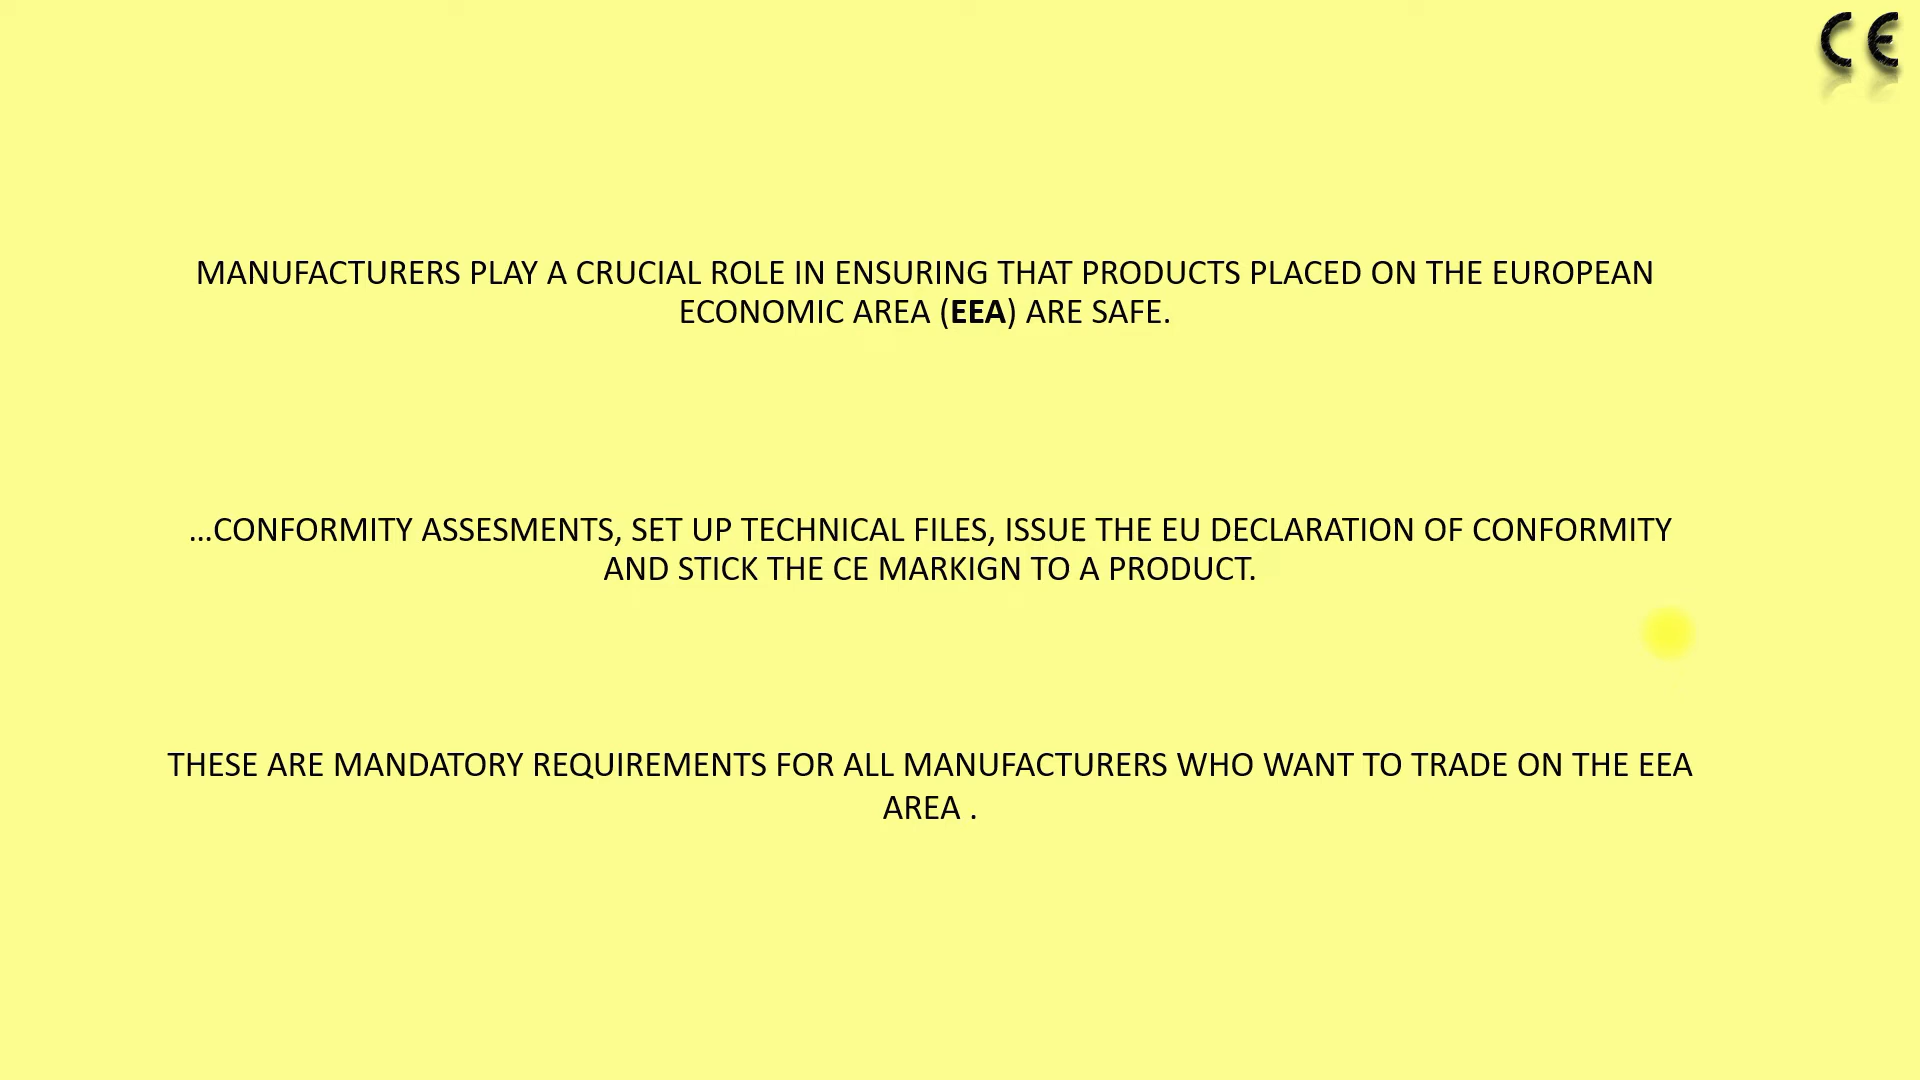 CE
MANUFACTURERS PLAY A CRUCIAL ROLE IN ENSURING THAT PRODUCTS PLACED ON THE EUROPEAN
ECONOMIC AREA (EEA) ARE SAFE.
...CONFORMITY ASSESMENTS, SET UP TECHNICAL FILES, ISSUE THE EU DECLARATION OF CONFORMITY
AND STICK THE CE MARKIGN TO A PRODUCT.
THESE ARE MANDATORY REQUIREMENTS FOR ALL MANUFACTURERS WHO WANT TO TRADE ON THE EEA
AREA .